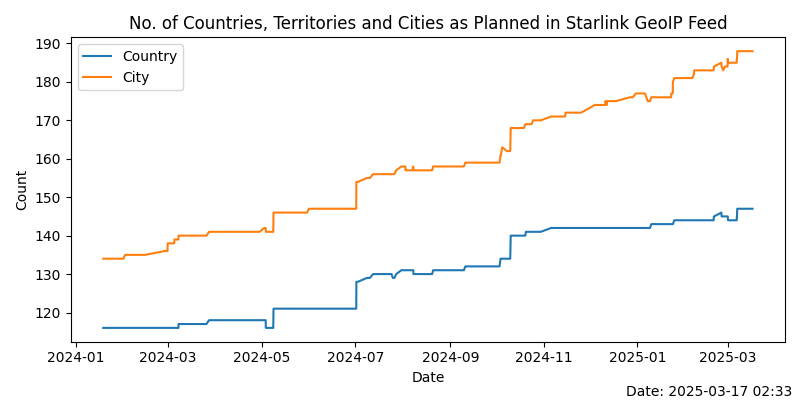 No. of Countries, Territories and Cities as Planned in Starlink GeoIP Feed
Country
City
190
180
170
160
150
140
130
120
Count
2024-01 2024-03 2024-05 2024-07 2024-09 2024-11 2025-01 2025-03
Date
Date: 2025-03-17 02:33